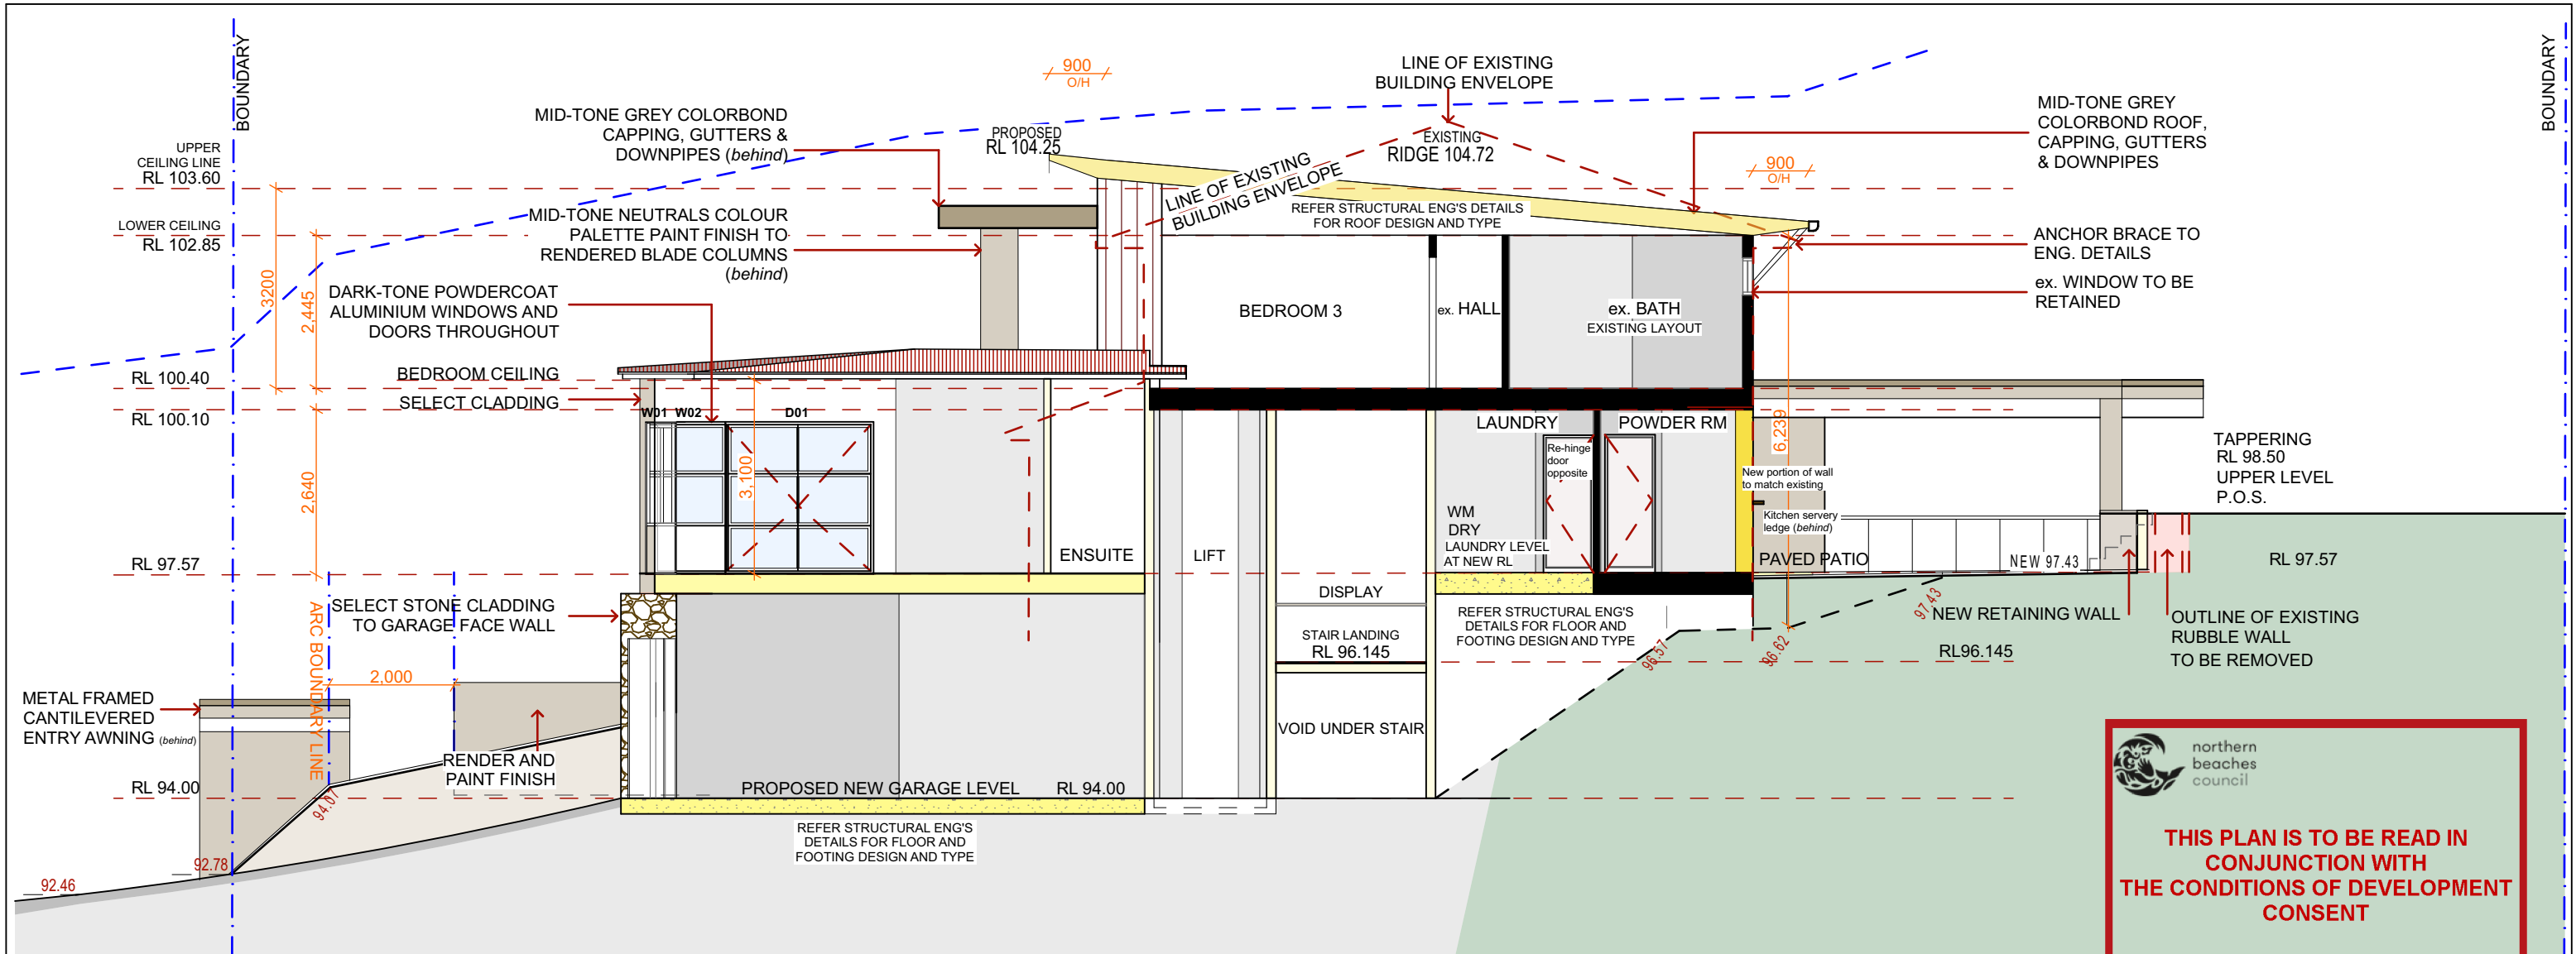 BOUNDARY
UPPER
CEILING LINE
RL 103.60
LOWER CEILING
RL 102.85
3200
2,445
MID-TONE GREY COLORBOND
CAPPING, GUTTERS &
DOWNPIPES (behind)
MID-TONE NEUTRALS COLOUR
PALETTE PAINT FINISH TO
RENDERED BLADE COLUMNS
(behind)
DARK-TONE POWDERCOAT
ALUMINIUM WINDOWS AND
DOORS THROUGHOUT
900
O/H
PROPOSED
RL 104.25
LINE OF EXISTING
BUILDING ENVELOPE
EXISTING
RIDGE 104.72
LINE OF EXISTING
BUILDING ENVELOPE
REFER STRUCTURAL ENG'S DETAILS
FOR ROOF DESIGN AND TYPE
900
O/H
MID-TONE GREY
COLORBOND ROOF,
CAPPING, GUTTERS
& DOWNPIPES
BOUNDARY
ANCHOR BRACE TO
ENG. DETAILS
ex. WINDOW TO BE
RETAINED
BEDROOM 3
ex. HALL
ex. BATH
EXISTING LAYOUT
RL 100.40
BEDROOM CEILING
SELECT CLADDING
RL 100.10
W01 W02
D01
2,640
3,100
LAUNDRY
POWDER RM
Re-hinge
door
opposite
6,239
New portion of wall
to match existing
Kitchen servery
ledge (behind)
TAPPERING
RL 98.50
UPPER LEVEL
P.O.S.
WM
DRY
LAUNDRY LEVEL
AT NEW RL
ENSUITE
LIFT
PAVED PATIO
NEW 97.43
RL 97.57
RL 97.57
DISPLAY
STAIR LANDING
RL 96.145
REFER STRUCTURAL ENG'S
DETAILS FOR FLOOR AND
FOOTING DESIGN AND TYPE
96.57
96.62
97.43
NEW RETAINING WALL
RL96.145
OUTLINE OF EXISTING
RUBBLE WALL
TO BE REMOVED
SELECT STONE CLADDING
TO GARAGE FACE WALL
ARC BOUNDARY LINE
2,000
METAL FRAMED
CANTILEVERED
ENTRY AWNING (behind)
RENDER AND
PAINT FINISH
VOID UNDER STAIR
RL 94.00
94.07
PROPOSED NEW GARAGE LEVEL
RL 94.00
REFER STRUCTURAL ENG'S
DETAILS FOR FLOOR AND
FOOTING DESIGN AND TYPE
92.78
92.46
northern
beaches
council
THIS PLAN IS TO BE READ IN
CONJUNCTION WITH
THE CONDITIONS OF DEVELOPMENT
CONSENT